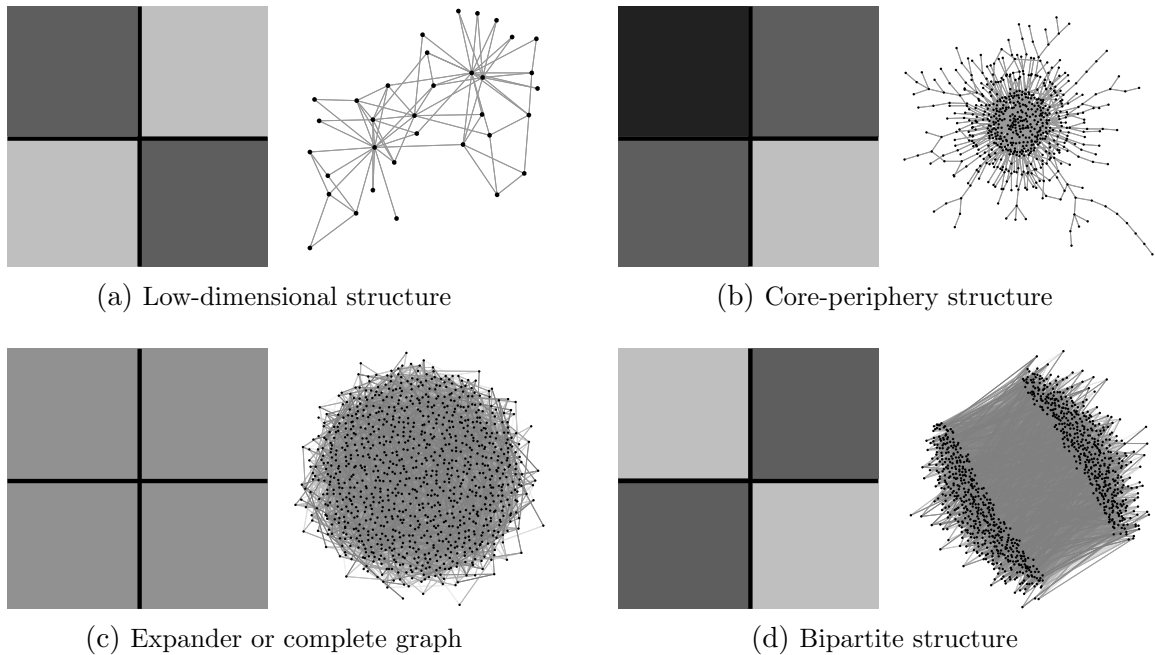 (a) Low-dimensional structure
(b) Core-periphery structure
(c) Expander or complete graph
(d) Bipartite structure